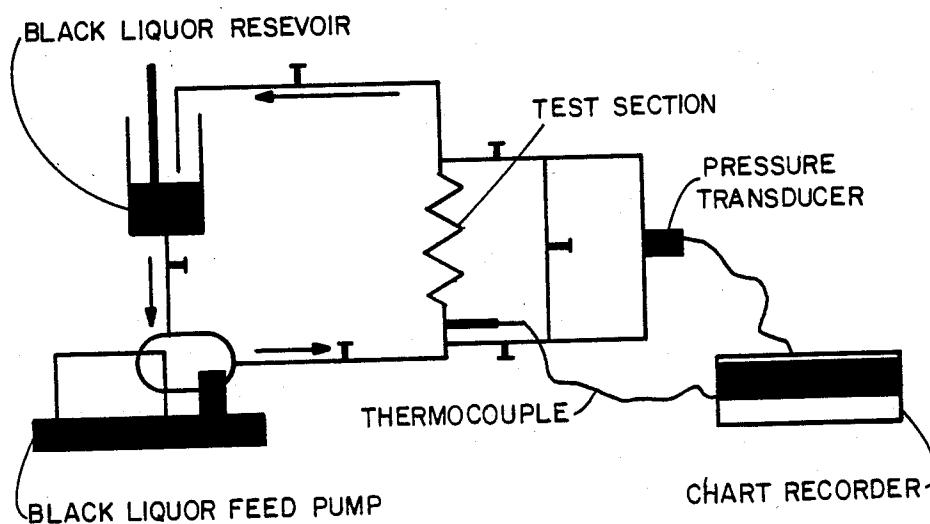 BLACK LIQUOR RESEVOIR
TEST SECTION
PRESSURE
TRANSDUCER
THERMOCOUPLE
BLACK LIQUOR FEED PUMP
CHART RECORDER